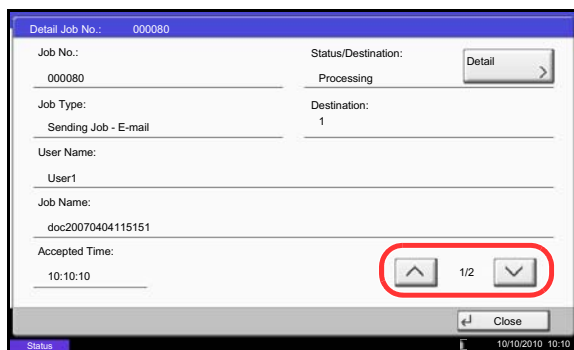 Detail Job No.: 000080
Job No.:
000080
Status/Destination:
Processing
Detail
Job Type:
Sending Job - E-mail
Destination:
1
User Name:
User1
Job Name:
doc20070404115151
Accepted Time:
10:10:10
1/2
Close
Status
10/10/2010 10:10